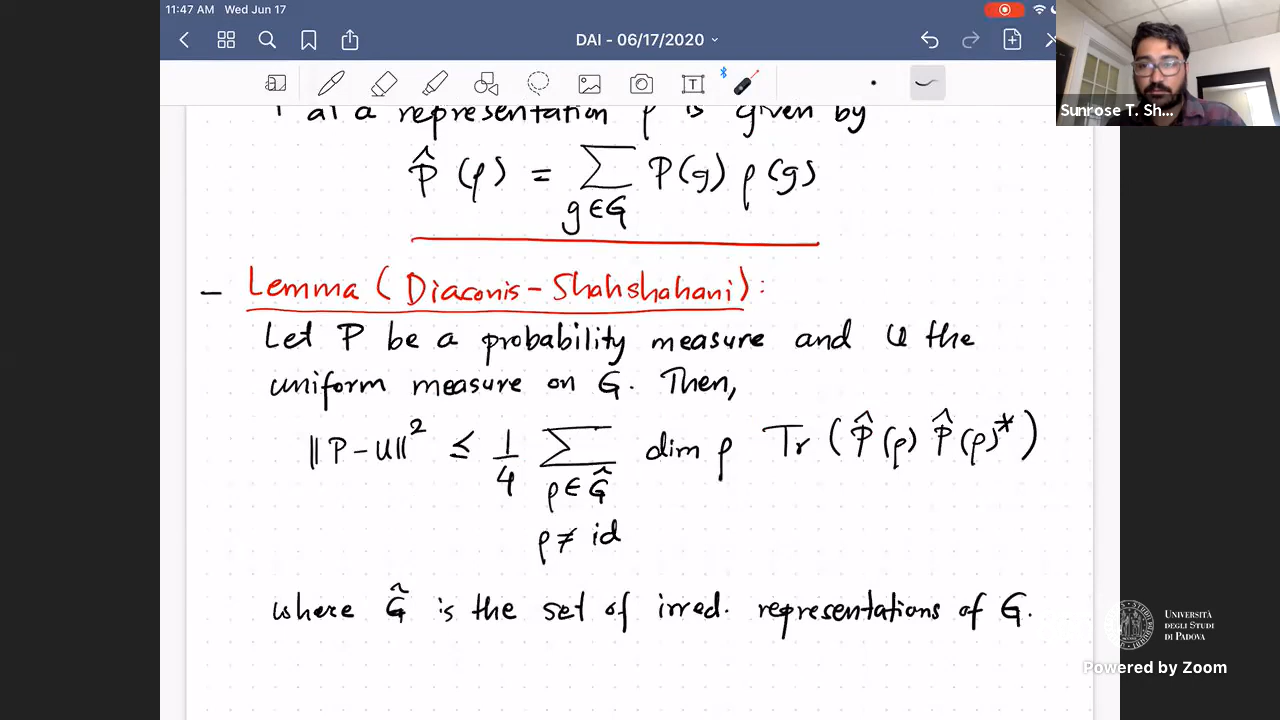 11:47 AM Wed Jun 17
DAI - 06/17/2020
T
Sunrose T. Sh...
at a representation ρ is given by
P̂ (ρ) = ∑ P(g) ρ(g)
g∈G
– Lemma (Diaconis-Shahshahani):
Let P be a probability measure and U the
uniform measure on G. Then,
‖P-U‖² ≤ 1/4 ∑ dim ρ Tr (P̂(ρ) P̂(ρ)*)
ρ∈Ĝ
ρ≠ id
where Ĝ is the set of irred. representations of G.
UNIVERSITÀ
DEGLI STUDI
DI PADOVA
Powered by Zoom